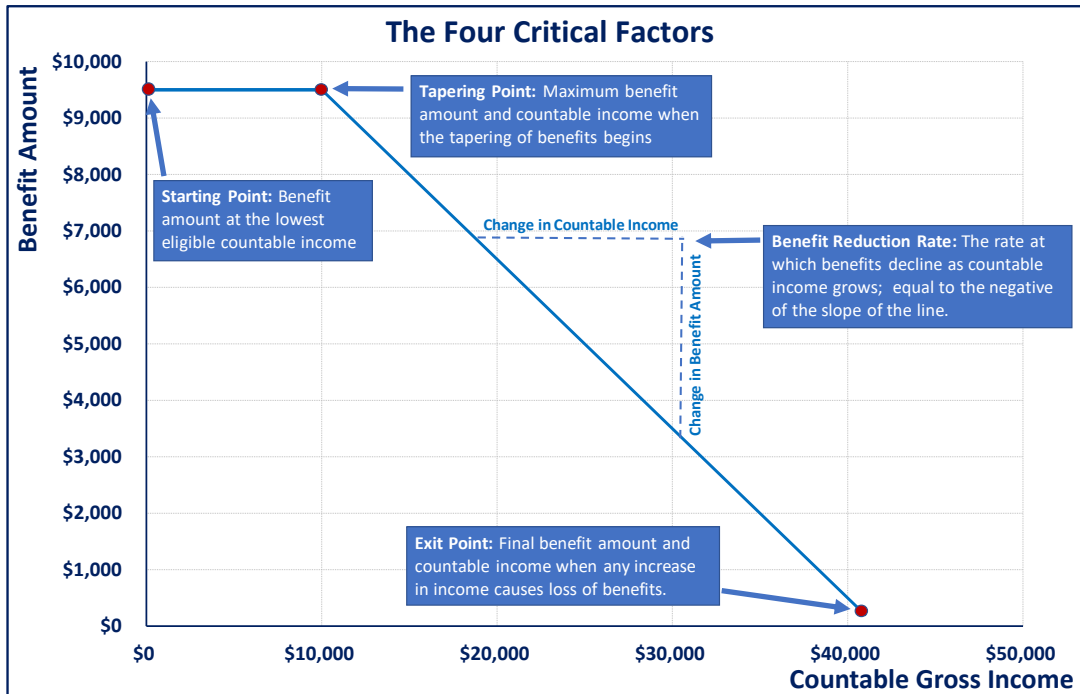 The Four Critical Factors
Benefit Amount
$10,000
$9,000
$8,000
$7,000
$6,000
$5,000
$4,000
$3,000
$2,000
$1,000
$0
Tapering Point: Maximum benefit
amount and countable income when
the tapering of benefits begins
Starting Point: Benefit
amount at the lowest
eligible countable income
Change in Countable Income
Change in Benefit Amount
Benefit Reduction Rate: The rate at
which benefits decline as countable
income grows; equal to the negative
of the slope of the line.
Exit Point: Final benefit amount and
countable income when any increase
in income causes loss of benefits.
$0
$10,000
$20,000
$30,000
$40,000
$50,000
Countable Gross Income